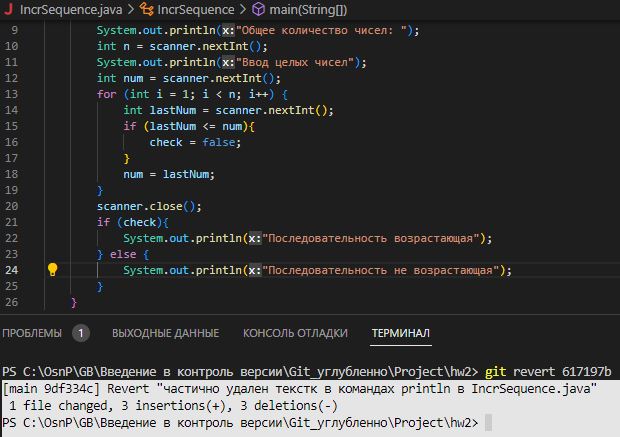 J IncrSequence.java > IncrSequence > main(String[])
9 System.out.println(x:"Общее количество чисел: ");
10 int n = scanner.nextInt();
11 System.out.println(x:"Ввод целых чисел");
12 int num = scanner.nextInt();
13 for (int i = 1; i < n; i++) {
14 int lastNum = scanner.nextInt();
15 if (lastNum <= num){
16 check = false;
17 }
18 num = lastNum;
19 }
20 scanner.close();
21 if (check){
22 System.out.println(x:"Последовательность возрастающая");
23 } else {
24 System.out.println(x:"Последовательность не возрастающая");
25 }
26 }
ПРОБЛЕМЫ 1 ВЫХОДНЫЕ ДАННЫЕ КОНСОЛЬ ОТЛАДКИ ТЕРМИНАЛ
PS C:\OsnP\GB\Введение в контроль версии\Git_углубленно\Project\hw2> git revert 617197b
[main 9df334c] Revert "частично удален текстк в командах println в IncrSequence.java"
1 file changed, 3 insertions(+), 3 deletions(-)
PS C:\OsnP\GB\Введение в контроль версии\Git_углубленно\Project\hw2>